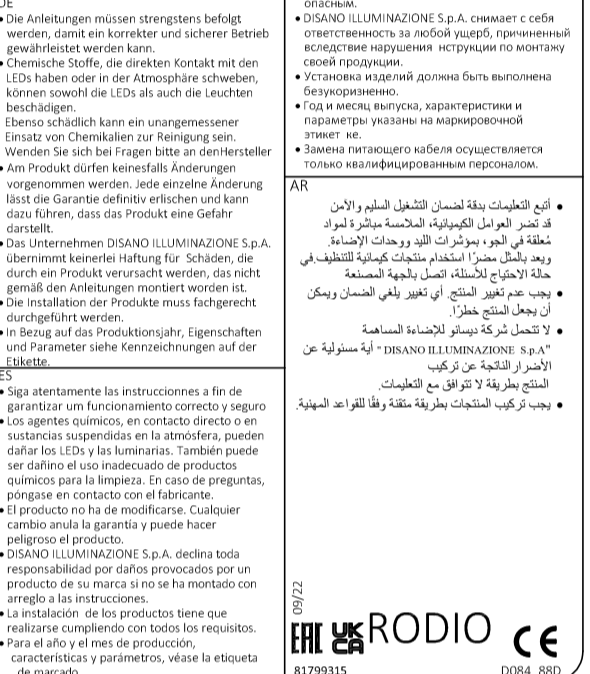 DE
• Die Anleitungen müssen strengstens befolgt
werden, damit ein korrekter und sicherer Betrieb
gewährleistet werden kann.
• Chemische Stoffe, die direkten Kontakt mit den
LEDs haben oder in der Atmosphäre schweben,
können sowohl die LEDs als auch die Leuchten
beschädigen.
Ebenso schädlich kann ein unangemessener
Einsatz von Chemikalien zur Reinigung sein.
Wenden Sie sich bei Fragen bitte an denHersteller
• Am Produkt dürfen keinesfalls Änderungen
vorgenommen werden. Jede einzelne Änderung
lässt die Garantie definitiv erlischen und kann
dazu führen, dass das Produkt eine Gefahr
darstellt.
• Das Unternehmen DISANO ILLUMINAZIONE S.p.A.
übernimmt keinerlei Haftung für Schäden, die
durch ein Produkt verursacht werden, das nicht
gemäß den Anleitungen montiert worden ist.
• Die Installation der Produkte muss fachgerecht
durchgeführt werden.
• In Bezug auf das Produktionsjahr, Eigenschaften
und Parameter siehe Kennzeichnungen auf der
Etikette.
ES
• Siga atentamente las instruccionnes a fin de
garantizar um funcionamiento correcto y seguro
• Los agentes químicos, en contacto directo o en
sustancias suspendidas en la atmósfera, pueden
dañar los LEDs y las luminarias. También puede
ser dañino el uso inadecuado de productos
químicos para la limpieza. En caso de preguntas,
póngase en contacto con el fabricante.
• El producto no ha de modificarse. Cualquier
cambio anula la garantía y puede hacer
peligroso el producto.
• DISANO ILLUMINAZIONE S.p.A. declina toda
responsabilidad por daños provocados por un
producto de su marca si no se ha montado con
arreglo a las instrucciones.
• La instalación de los productos tiene que
realizarse cumpliendo con todos los requisitos.
• Para el año y el mes de producción,
características y parámetros, véase la etiqueta
de marcado
опасным.
• DISANO ILLUMINAZIONE S.p.A. снимает с себя
ответственность за любой ущерб, причиненный
вследствие нарушения нструкции по монтажу
своей продукции.
• Установка изделий должна быть выполнена
безукоризненно.
• Год и месяц выпуска, характеристики и
параметры указаны на маркировочной
этикет ке.
• Замена питающего кабеля осуществляется
только квалифицированным персоналом.
AR
• أتبع التعليمات بدقة لضمان التشغيل السليم والآمن
قد تضر العوامل الكيميائية، الملامسة مباشرة لمواد
مُعلقة في الجو، بمؤشرات الليد ووحدات الإضاءة.
ويعد بالمثل مضرًا استخدام منتجات كيمائية للتنظيف.في
حالة الاحتياج للأسئلة، اتصل بالجهة المصنعة
• يجب عدم تغيير المنتج. أي تغيير يلغي الضمان ويمكن
أن يجعل المنتج خطرًا.
• لا تتحمل شركة ديسانو للإضاءة المساهمة
"DISANO ILLUMINAZIONE S.p.A - أية مسئولية عن
الأضرار الناتجة عن تركيب
المنتج بطريقة لا تتوافق مع التعليمات.
• يجب تركيب المنتجات بطريقة متقنة وفقًا للقواعد المهنية.
09/22
EAC UK CA RODIO CE
81799315 D084_88D